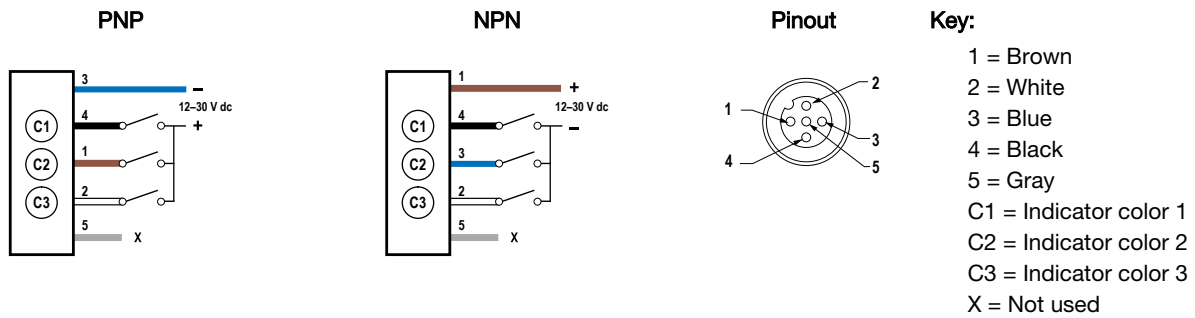 PNP
3
−
12–30 V dc
C1
4
+
C2
1
C3
2
5
X
NPN
1
+
12–30 V dc
C1
4
−
C2
3
C3
2
5
X
Pinout
2
1
3
4
5
Key:
1 = Brown
2 = White
3 = Blue
4 = Black
5 = Gray
C1 = Indicator color 1
C2 = Indicator color 2
C3 = Indicator color 3
X = Not used